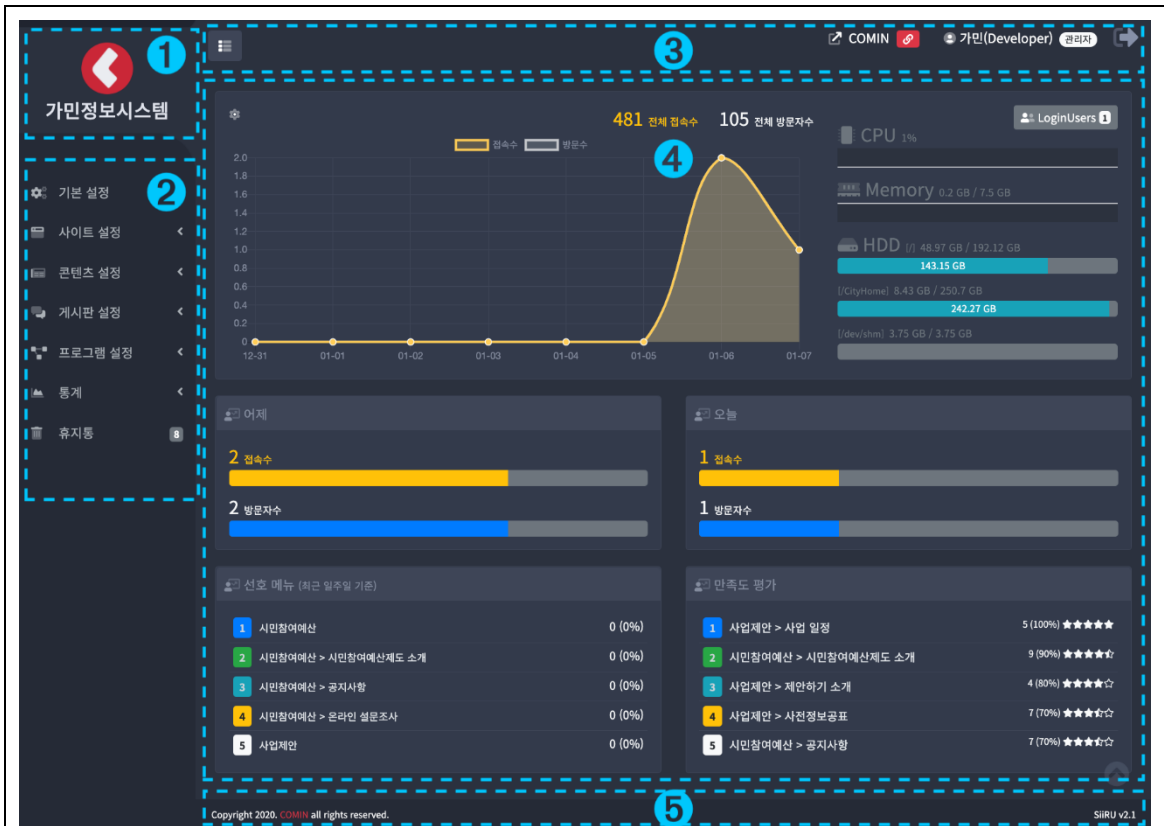 1
가민정보시스템
2
기본 설정
사이트 설정
콘텐츠 설정
게시판 설정
프로그램 설정
통계
휴지통 8
3
COMIN 가민(Developer) 관리자
4
481 전체 접속수 105 전체 방문자수
접속수 방문수
2.0
1.8
1.6
1.4
1.2
1.0
0.8
0.6
0.4
0.2
0
12-31 01-01 01-02 01-03 01-04 01-05 01-06 01-07
LoginUsers 1
CPU 1%
Memory 0.2 GB / 7.5 GB
HDD [/] 48.97 GB / 192.12 GB
143.15 GB
[/CityHome] 8.43 GB / 250.7 GB
242.27 GB
[/dev/shm] 3.75 GB / 3.75 GB
어제
2 접속수
2 방문자수
오늘
1 접속수
1 방문자수
선호 메뉴 (최근 일주일 기준)
1 시민참여예산 0 (0%)
2 시민참여예산 > 시민참여예산제도 소개 0 (0%)
3 시민참여예산 > 공지사항 0 (0%)
4 시민참여예산 > 온라인 설문조사 0 (0%)
5 사업제안 0 (0%)
만족도 평가
1 사업제안 > 사업 일정 5 (100%) ★★★★★
2 시민참여예산 > 시민참여예산제도 소개 9 (90%)
3 사업제안 > 제안하기 소개 4 (80%) ★★★★☆
4 사업제안 > 사전정보공표 7 (70%)
5 시민참여예산 > 공지사항 7 (70%)
5
Copyright 2020. COMIN all rights reserved. SiiRU v2.1